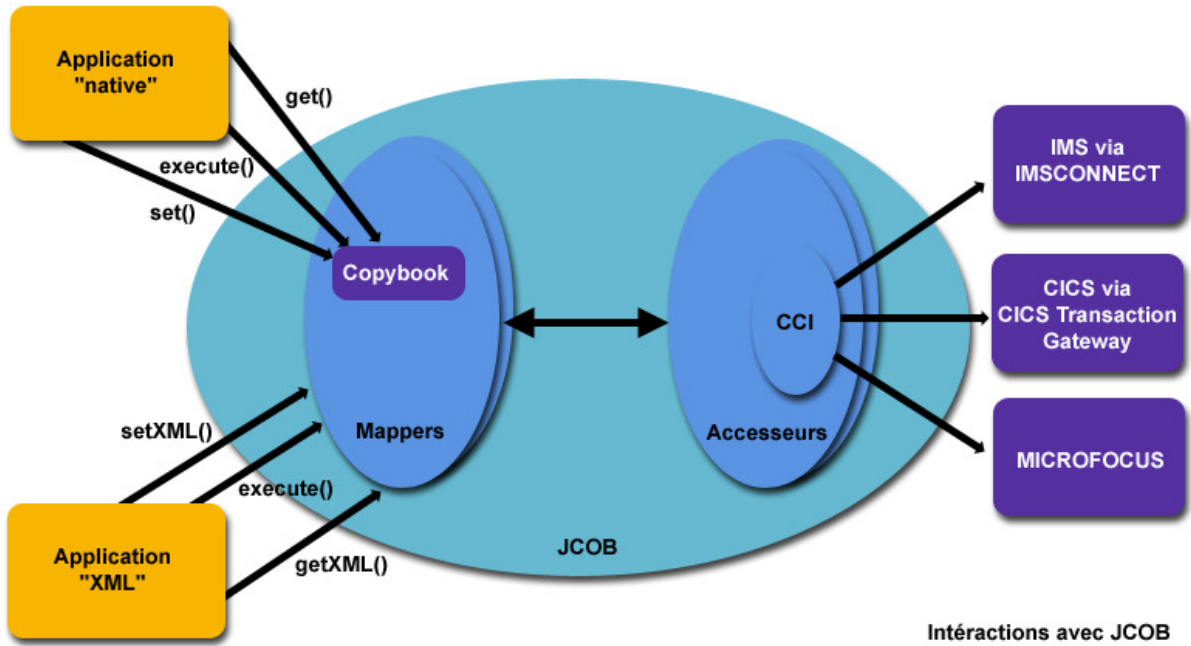 Application
"native"
get()
execute()
set()
Copybook
Mappers
setXML()
execute()
getXML()
Application
"XML"
CCI
Accesseurs
JCOB
IMS via
IMSCONNECT
CICS via
CICS Transaction
Gateway
MICROFOCUS
Intéractions avec JCOB